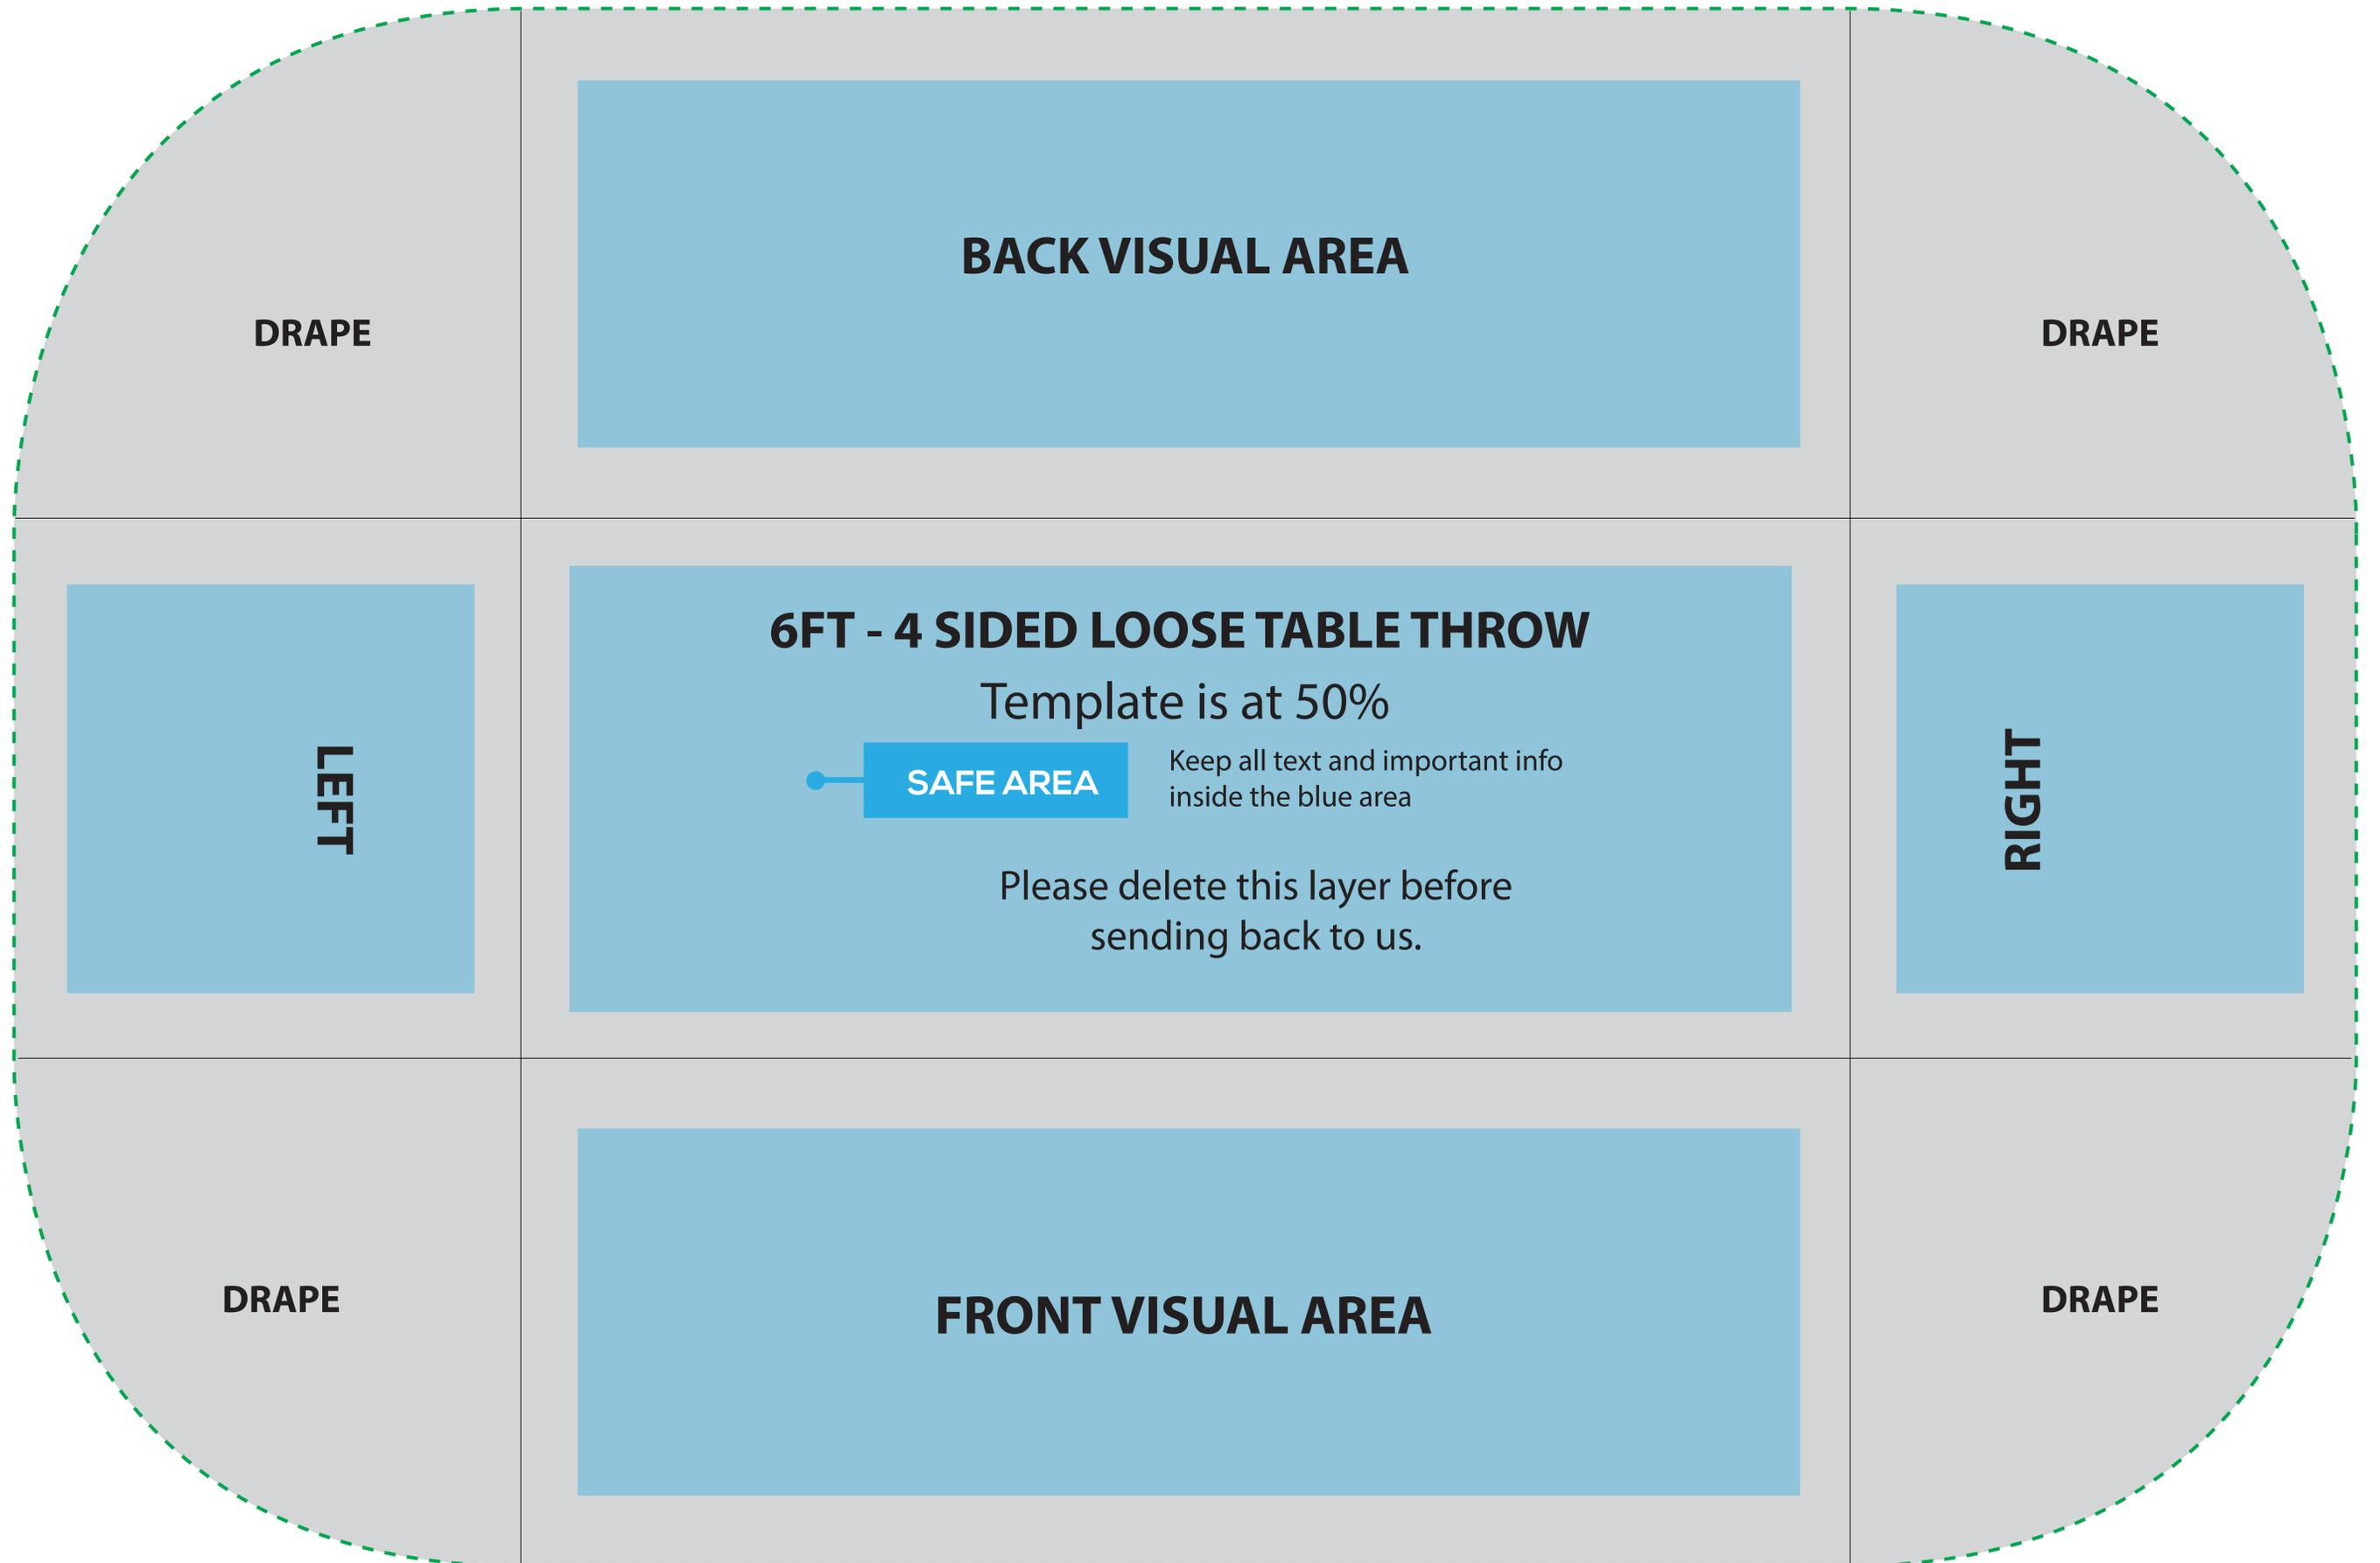 BACK VISUAL AREA
DRAPE
DRAPE
6FT - 4 SIDED LOOSE TABLE THROW
Template is at 50%
SAFE AREA
Keep all text and important info
inside the blue area
LEFT
RIGHT
Please delete this layer before
sending back to us.
DRAPE
FRONT VISUAL AREA
DRAPE